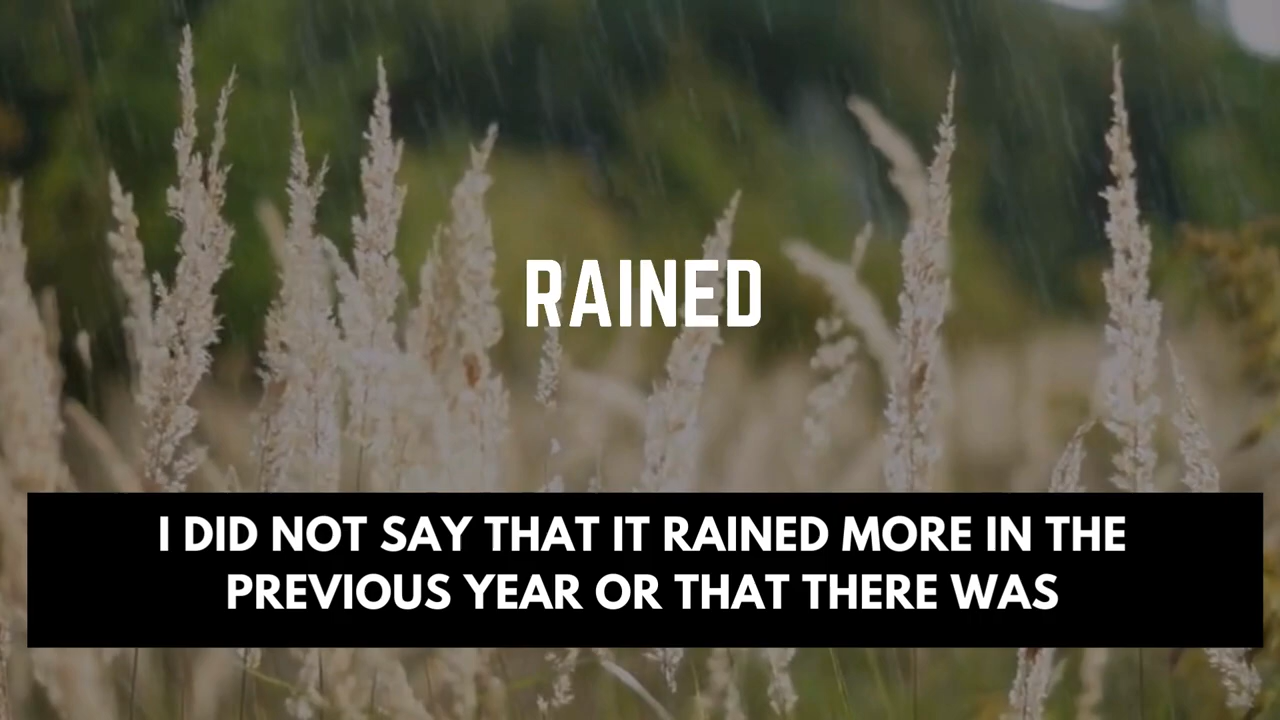 RAINED
I DID NOT SAY THAT IT RAINED MORE IN THE
PREVIOUS YEAR OR THAT THERE WAS